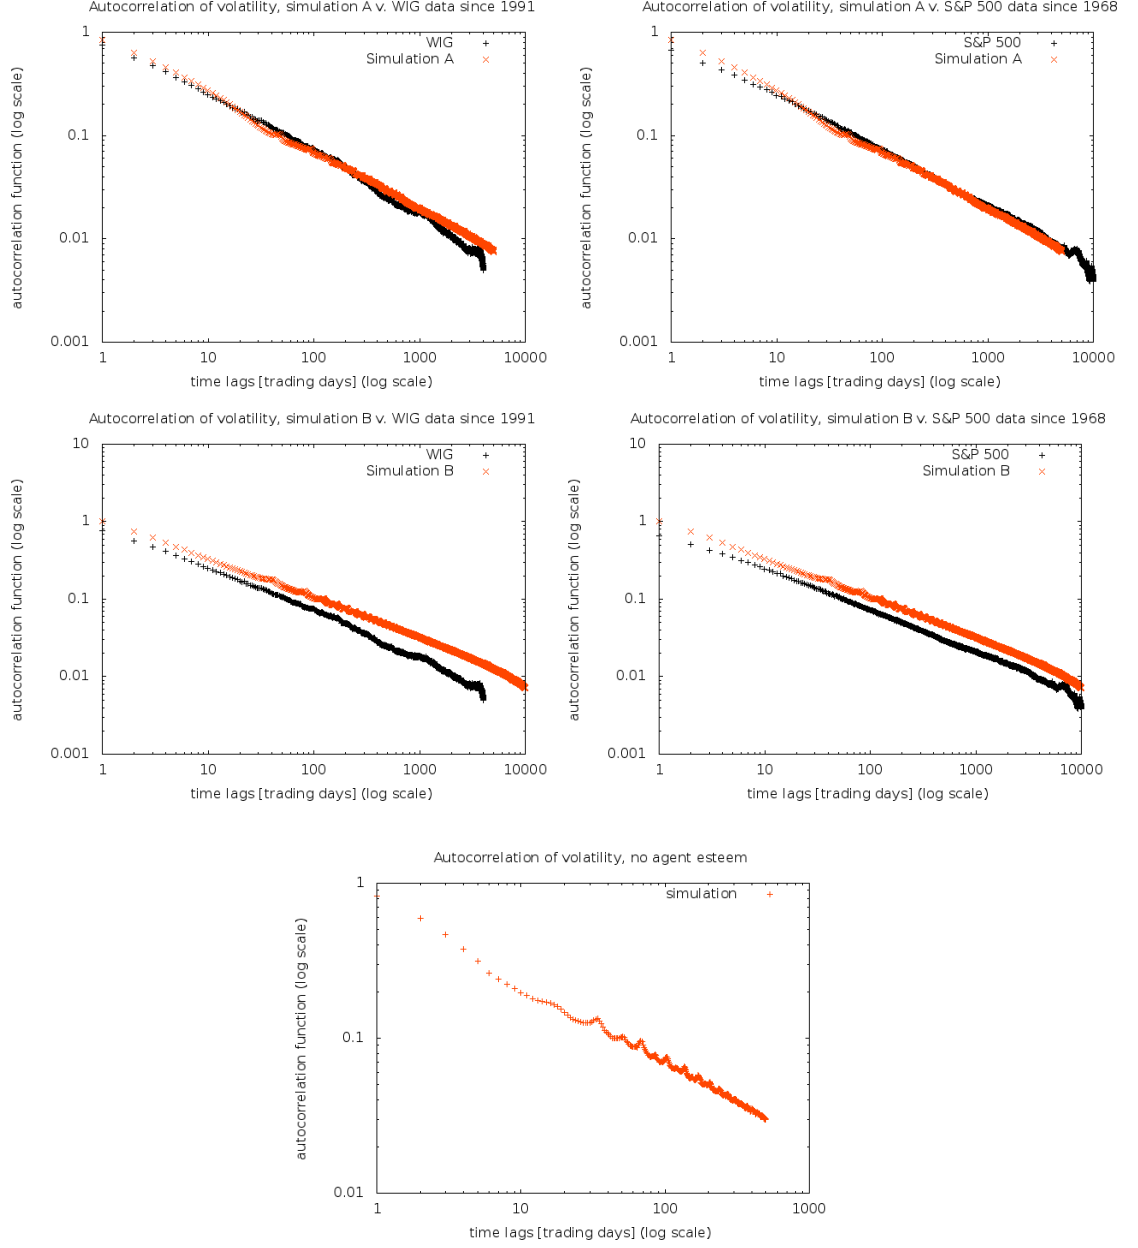 Autocorrelation of volatility, simulation A v. WIG data since 1991
1
0.1
0.01
0.001
1
10
100
1000
10000
autocorrelation function (log scale)
time lags [trading days] (log scale)
WIG
Simulation A
Autocorrelation of volatility, simulation A v. S&P 500 data since 1968
1
0.1
0.01
0.001
1
10
100
1000
10000
autocorrelation function (log scale)
time lags [trading days] (log scale)
S&P 500
Simulation A
Autocorrelation of volatility, simulation B v. WIG data since 1991
10
1
0.1
0.01
0.001
1
10
100
1000
10000
autocorrelation function (log scale)
time lags [trading days] (log scale)
WIG
Simulation B
Autocorrelation of volatility, simulation B v. S&P 500 data since 1968
10
1
0.1
0.01
0.001
1
10
100
1000
10000
autocorrelation function (log scale)
time lags [trading days] (log scale)
S&P 500
Simulation B
Autocorrelation of volatility, no agent esteem
1
0.1
0.01
1
10
100
1000
autocorrelation function (log scale)
time lags [trading days] (log scale)
simulation